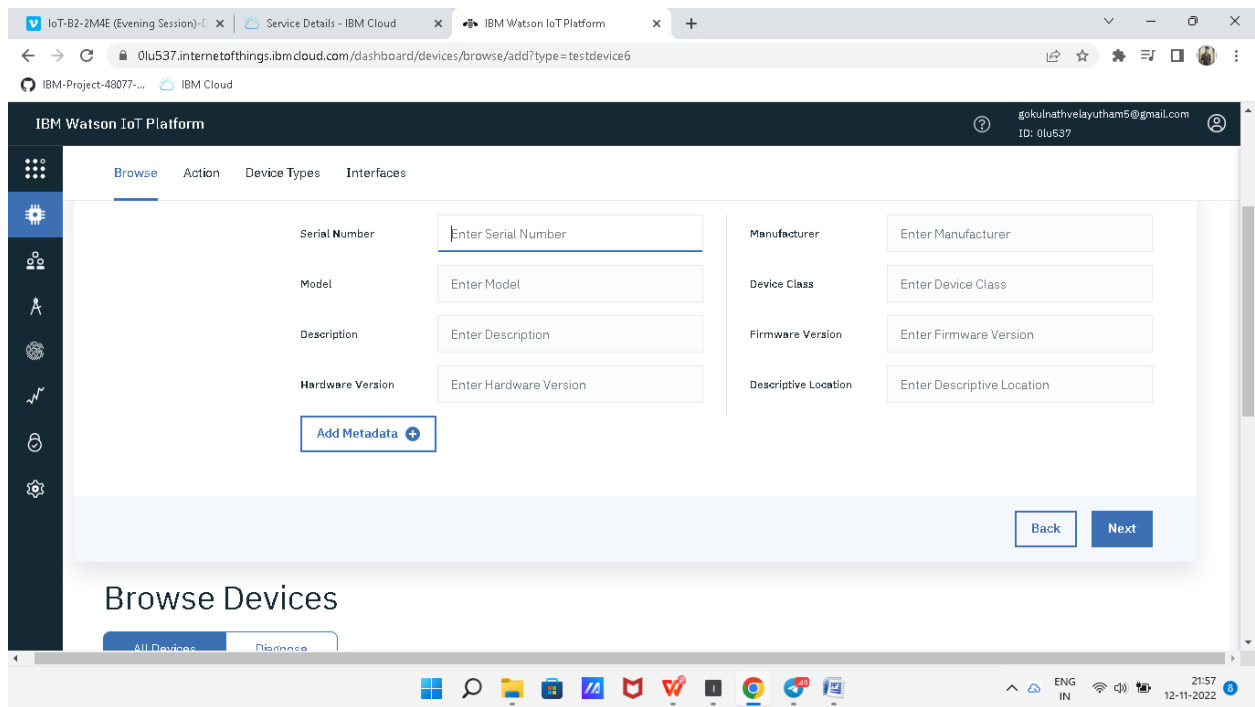 IoT-B2-2M4E (Evening Session)-D
Service Details - IBM Cloud
IBM Watson IoT Platform
0lu537.internetofthings.ibmcloud.com/dashboard/devices/browse/add?type=testdevice6
IBM-Project-48077-... IBM Cloud
IBM Watson IoT Platform
gokulnathvelayutham5@gmail.com
ID: 0lu537
Browse Action Device Types Interfaces
Serial Number Enter Serial Number Manufacturer Enter Manufacturer
Model Enter Model Device Class Enter Device Class
Description Enter Description Firmware Version Enter Firmware Version
Hardware Version Enter Hardware Version Descriptive Location Enter Descriptive Location
Add Metadata
Back Next
Browse Devices
All Devices Diagnose
49
ENG
IN
21:57
12-11-2022
8